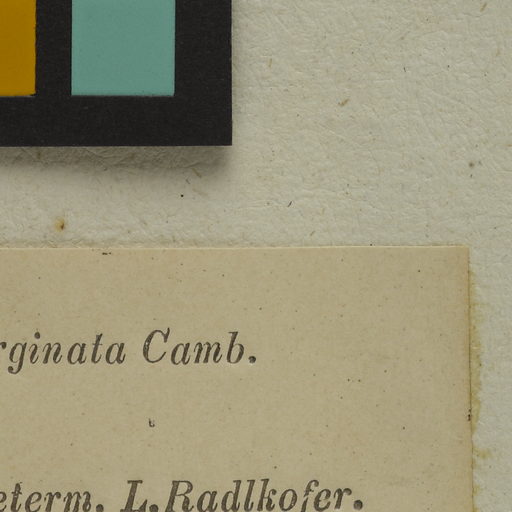 rginata Camb.
eterm. L. Radlkofer.